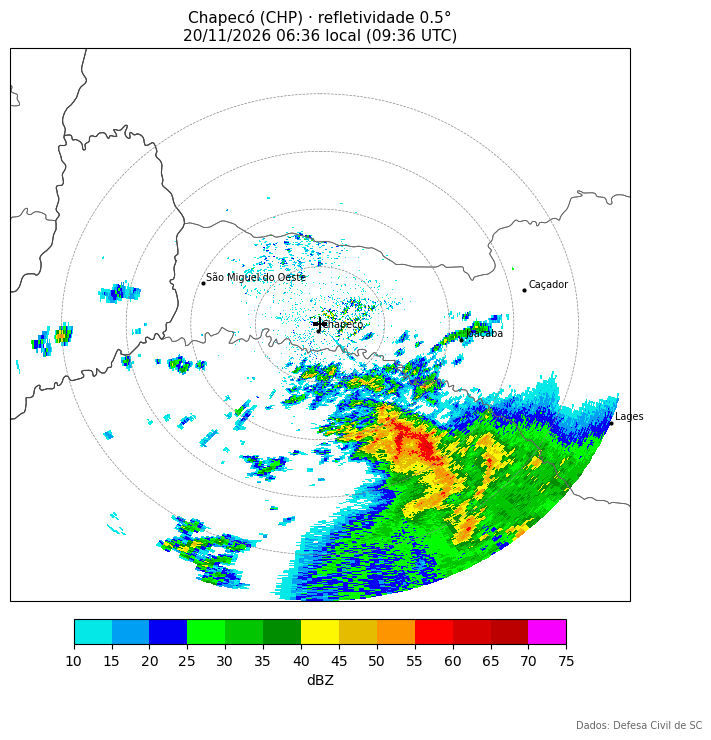 Chapecó (CHP) · refletividade 0.5°
20/11/2026 06:36 local (09:36 UTC)
São Miguel do Oeste
Caçador
Chapecó
Joaçaba
Lages
10 15 20 25 30 35 40 45 50 55 60 65 70 75
dBZ
Dados: Defesa Civil de SC